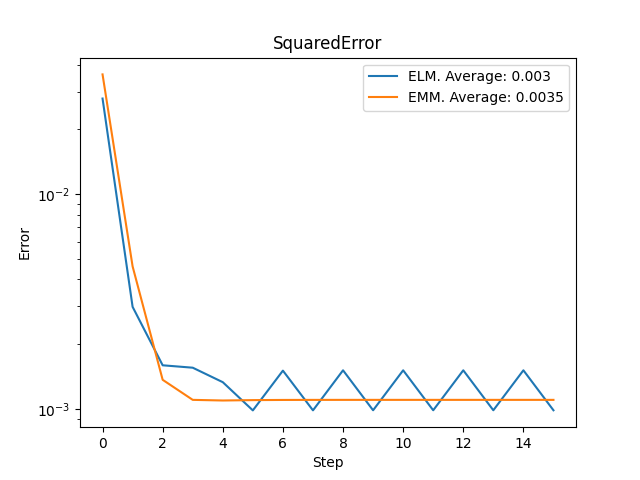 SquaredError
ELM. Average: 0.003
EMM. Average: 0.0035
10⁻²
10⁻³
Error
0 2 4 6 8 10 12 14
Step